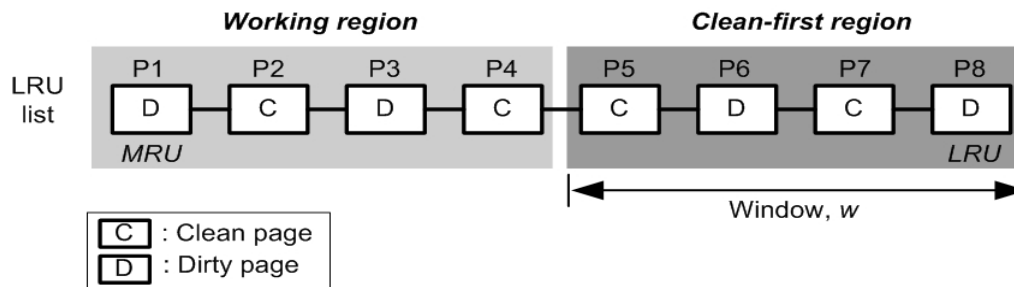 Working region Clean-first region
P1 P2 P3 P4 P5 P6 P7 P8
LRU list
D C D C C D C D
MRU LRU
Window, w
C : Clean page
D : Dirty page